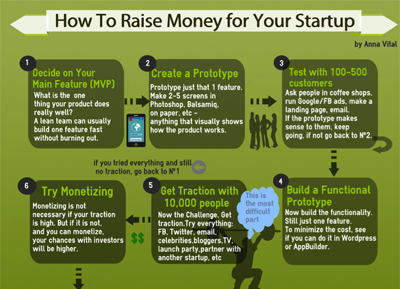 How To Raise Money for Your Startup
by Anna Vital
1
Decide on Your
Main Feature (MVP)
What is the one
thing your product does
really well?
A lean team can usually
build one feature fast
without burning out.
2
Create a Prototype
Prototype just that 1 feature.
Make 2-5 screens in
Photoshop, Balsamiq,
on paper, etc -
anything that visually shows
how the product works.
3
Test with 100-500
customers
Ask people in coffee shops,
run Google/FB ads, make a
landing page, email.
If the prototype makes
sense to them, keep
going, if not go back to Nº2.
if you tried everything and still
no traction, go back to Nº1
6
Try Monetizing
Monetizing is not
necessary if your traction
is high. But if it is not,
and you can monetize,
your chances with investors
will be higher.
$$
5
Get Traction with
10,000 people
Now the Challenge. Get
traction.Try everything:
FB, Twitter, email,
celebrities,bloggers,TV,
launch party,partner with
another startup, etc
This is
the most
difficult
part
4
Build a Functional
Prototype
Now build the functionality.
Still just one feature.
To minimize the cost, see
if you can do it in Wordpress
or AppBuilder.